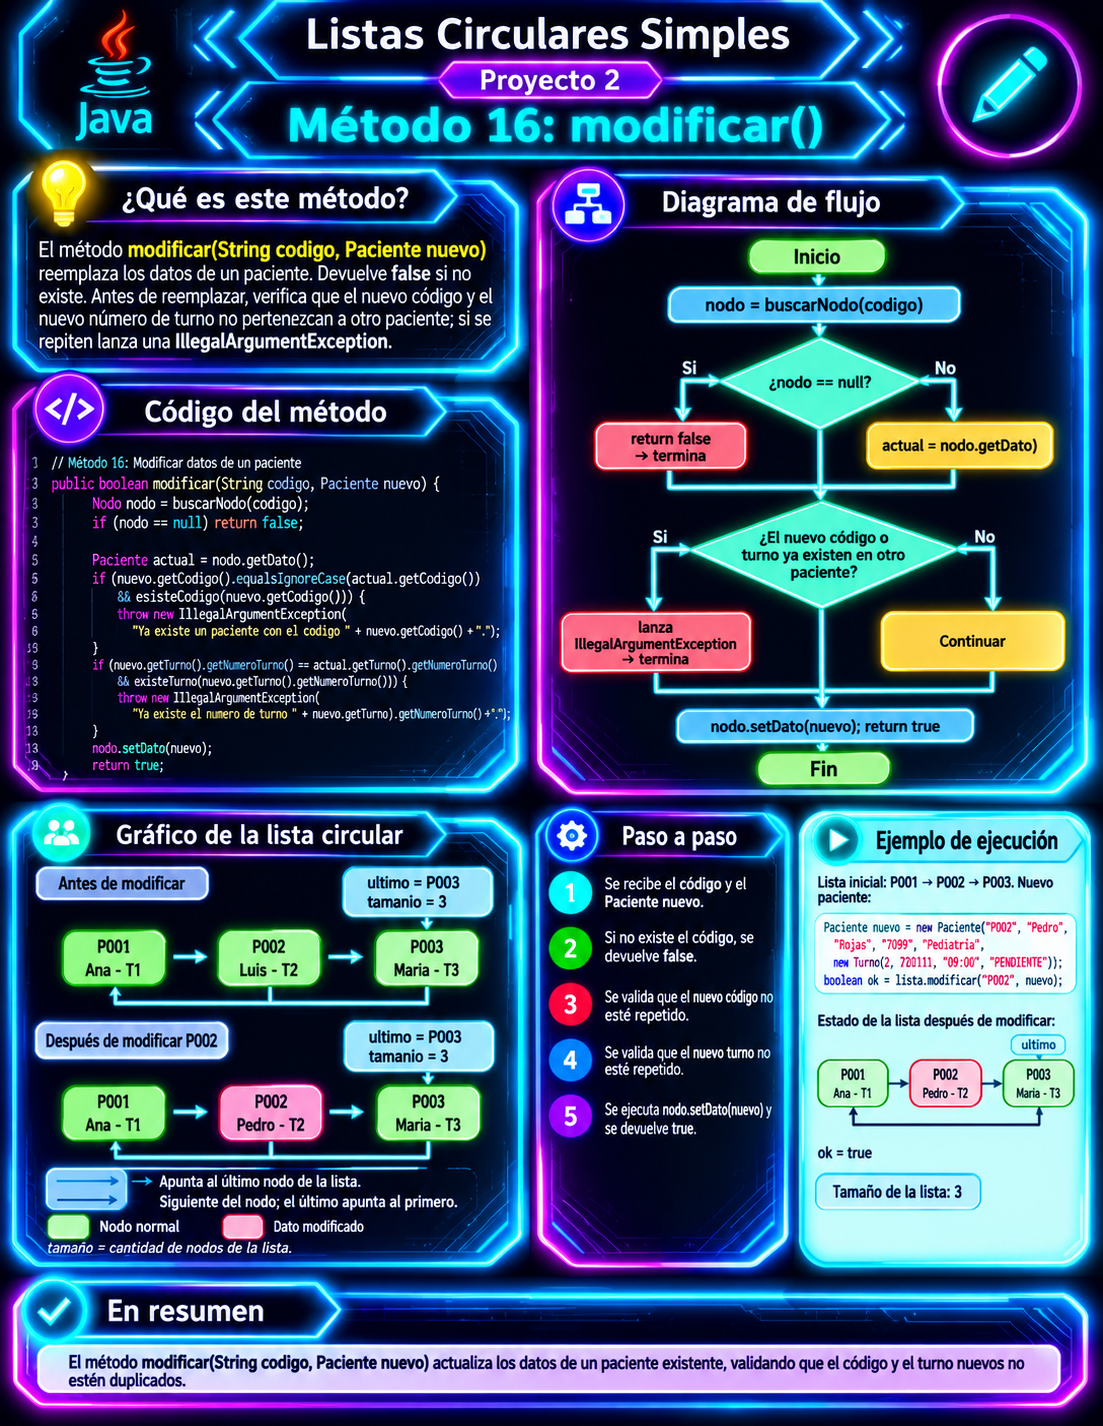 Java
Listas Circulares Simples
Proyecto 2
Método 16: modificar()
¿Qué es este método?
El método modificar(String codigo, Paciente nuevo)
reemplaza los datos de un paciente. Devuelve false si no
existe. Antes de reemplazar, verifica que el nuevo código y el
nuevo número de turno no pertenezcan a otro paciente; si se
repiten lanza una IllegalArgumentException.
</> Código del método
// Método 16: Modificar datos de un paciente
public boolean modificar(String codigo, Paciente nuevo) {
Nodo nodo = buscarNodo(codigo);
if (nodo == null) return false;
Paciente actual = nodo.getDato();
if (nuevo.getCodigo().equalsIgnoreCase(actual.getCodigo())
&& esisteCodigo(nuevo.getCodigo())) {
throw new IllegalArgumentException(
"Ya existe un paciente con el codigo " + nuevo.getCodigo() + ".");
}
if (nuevo.getTurno().getNumeroTurno() == actual.getTurno().getNumeroTurno()
&& existeTurno(nuevo.getTurno().getNumeroTurno())) {
throw new IllegalArgumentException(
"Ya existe el numero de turno " + nuevo.getTurno).getNumeroTurno() + ".");
}
nodo.setDato(nuevo);
return true;
}
Diagrama de flujo
Inicio
nodo = buscarNodo(codigo)
¿nodo == null?
Si
No
return false
→ termina
actual = nodo.getDato)
¿El nuevo código o
turno ya existen en otro
paciente?
Si
No
lanza
IllegalArgumentException
→ termina
Continuar
nodo.setDato(nuevo); return true
Fin
Gráfico de la lista circular
Antes de modificar
ultimo = P003
tamanio = 3
P001
Ana - T1
P002
Luis - T2
P003
Maria - T3
Después de modificar P002
ultimo = P003
tamanio = 3
P001
Ana - T1
P002
Pedro - T2
P003
Maria - T3
→ Apunta al último nodo de la lista.
Siguiente del nodo; el último apunta al primero.
Nodo normal
Dato modificado
tamaño = cantidad de nodos de la lista.
Paso a paso
1 Se recibe el código y el
Paciente nuevo.
2 Si no existe el código, se
devuelve false.
3 Se valida que el nuevo código no
esté repetido.
4 Se valida que el nuevo turno no
esté repetido.
5 Se ejecuta nodo.setDato(nuevo) y
se devuelve true.
Ejemplo de ejecución
Lista inicial: P001 → P002 → P003. Nuevo
paciente:
Paciente nuevo = new Paciente("P002", "Pedro",
"Rojas", "7099", "Pediatría",
new Turno(2, "09:00", "PENDIENTE"));
boolean ok = lista.modificar("P002", nuevo);
Estado de la lista después de modificar:
ultimo
P001
Ana - T1
P002
Pedro - T2
P003
Maria - T3
ok = true
Tamaño de la lista: 3
En resumen
El método modificar(String codigo, Paciente nuevo) actualiza los datos de un paciente existente, validando que el código y el turno nuevos no
estén duplicados.